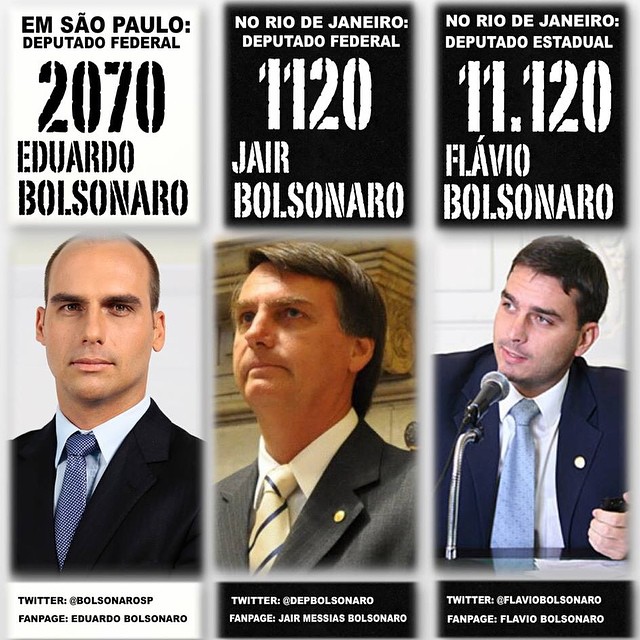 EM SÃO PAULO:
DEPUTADO FEDERAL
2070
EDUARDO
BOLSONARO
NO RIO DE JANEIRO:
DEPUTADO FEDERAL
1120
JAIR
BOLSONARO
NO RIO DE JANEIRO:
DEPUTADO ESTADUAL
11.120
FLÁVIO
BOLSONARO
TWITTER: @BOLSONAROSP
FANPAGE: EDUARDO BOLSONARO
TWITTER: @DEPBOLSONARO
FANPAGE: JAIR MESSIAS BOLSONARO
TWITTER: @FLAVIOBOLSONARO
FANPAGE: FLAVIO BOLSONARO